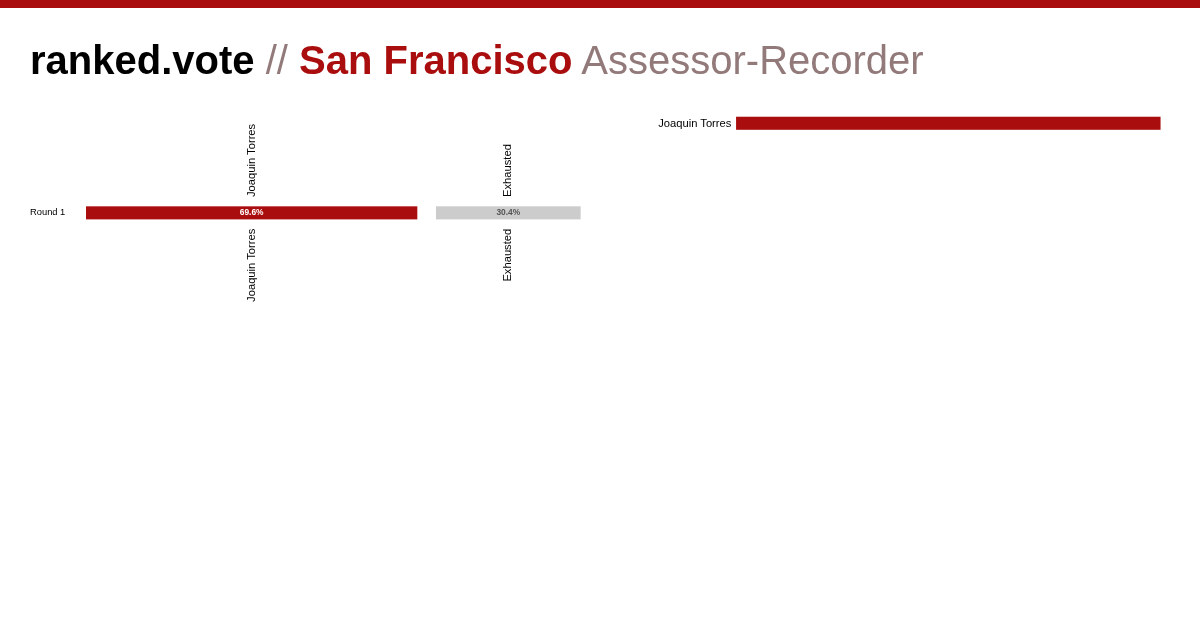 ranked.vote // San Francisco Assessor-Recorder
Joaquin Torres
Exhausted
Round 1
69.6%
30.4%
Joaquin Torres
Exhausted
Joaquin Torres